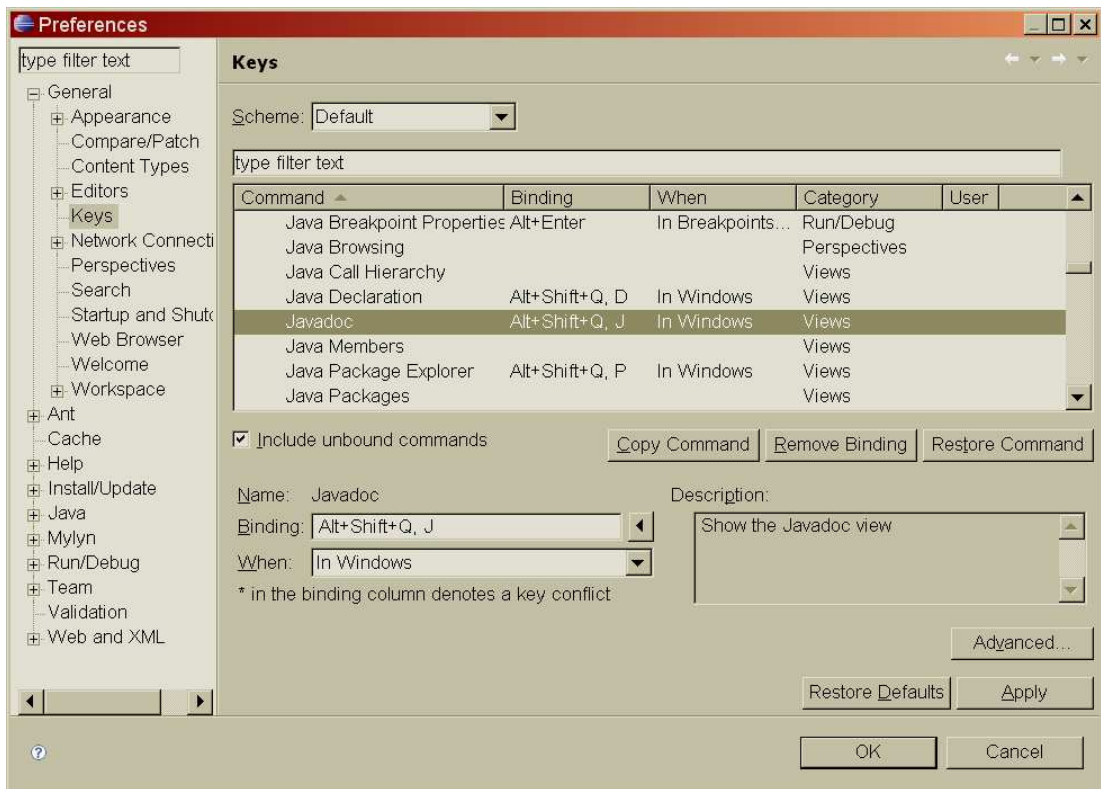 Preferences
type filter text
General
Appearance
Compare/Patch
Content Types
Editors
Keys
Network Connecti
Perspectives
Search
Startup and Shutd
Web Browser
Welcome
Workspace
Ant
Cache
Help
Install/Update
Java
Mylyn
Run/Debug
Team
Validation
Web and XML
Keys
Scheme: Default
type filter text
Command Binding When Category User
Java Breakpoint Properties Alt+Enter In Breakpoints... Run/Debug
Java Browsing Perspectives
Java Call Hierarchy Views
Java Declaration Alt+Shift+Q, D In Windows Views
Javadoc Alt+Shift+Q, J In Windows Views
Java Members Views
Java Package Explorer Alt+Shift+Q, P In Windows Views
Java Packages Views
Include unbound commands
Copy Command Remove Binding Restore Command
Name: Javadoc
Binding: Alt+Shift+Q, J
When: In Windows
* in the binding column denotes a key conflict
Description:
Show the Javadoc view
Advanced...
Restore Defaults Apply
? OK Cancel